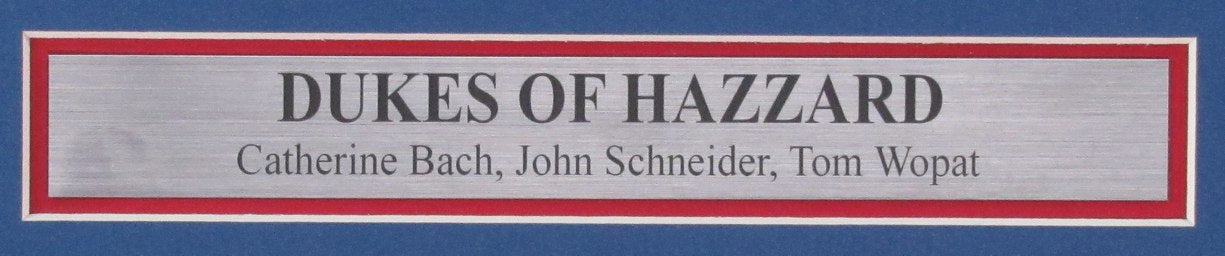 DUKES OF HAZZARD
Catherine Bach, John Schneider, Tom Wopat